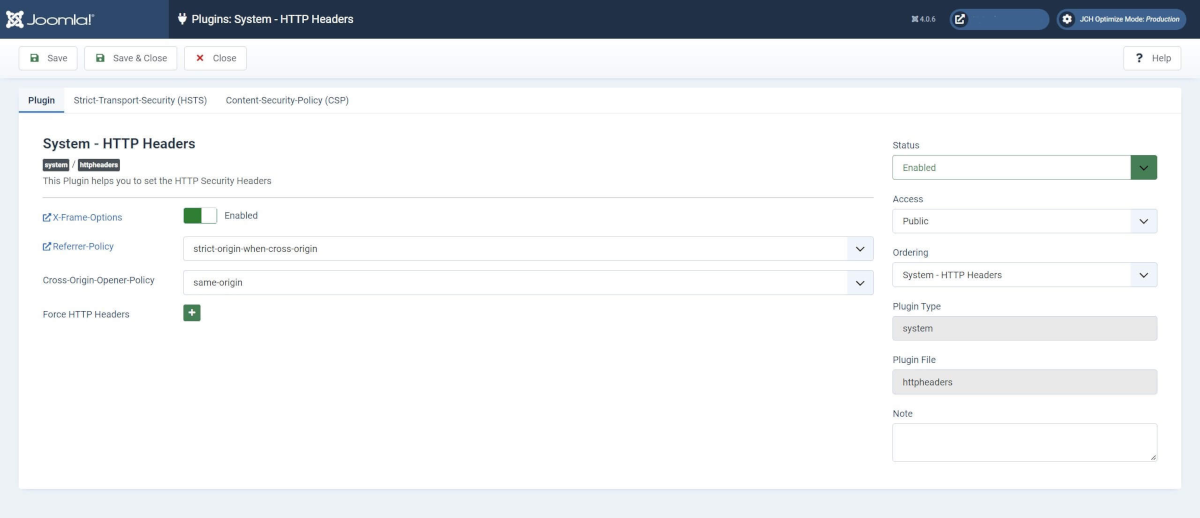 Joomla!®
Plugins: System - HTTP Headers
4.0.6
JCH Optimize Mode: Production
Save
Save & Close
Close
Help
Plugin
Strict-Transport-Security (HSTS)
Content-Security-Policy (CSP)
System - HTTP Headers
system / httpheaders
This Plugin helps you to set the HTTP Security Headers
X-Frame-Options
Enabled
Referrer-Policy
strict-origin-when-cross-origin
Cross-Origin-Opener-Policy
same-origin
Force HTTP Headers
Status
Enabled
Access
Public
Ordering
System - HTTP Headers
Plugin Type
system
Plugin File
httpheaders
Note